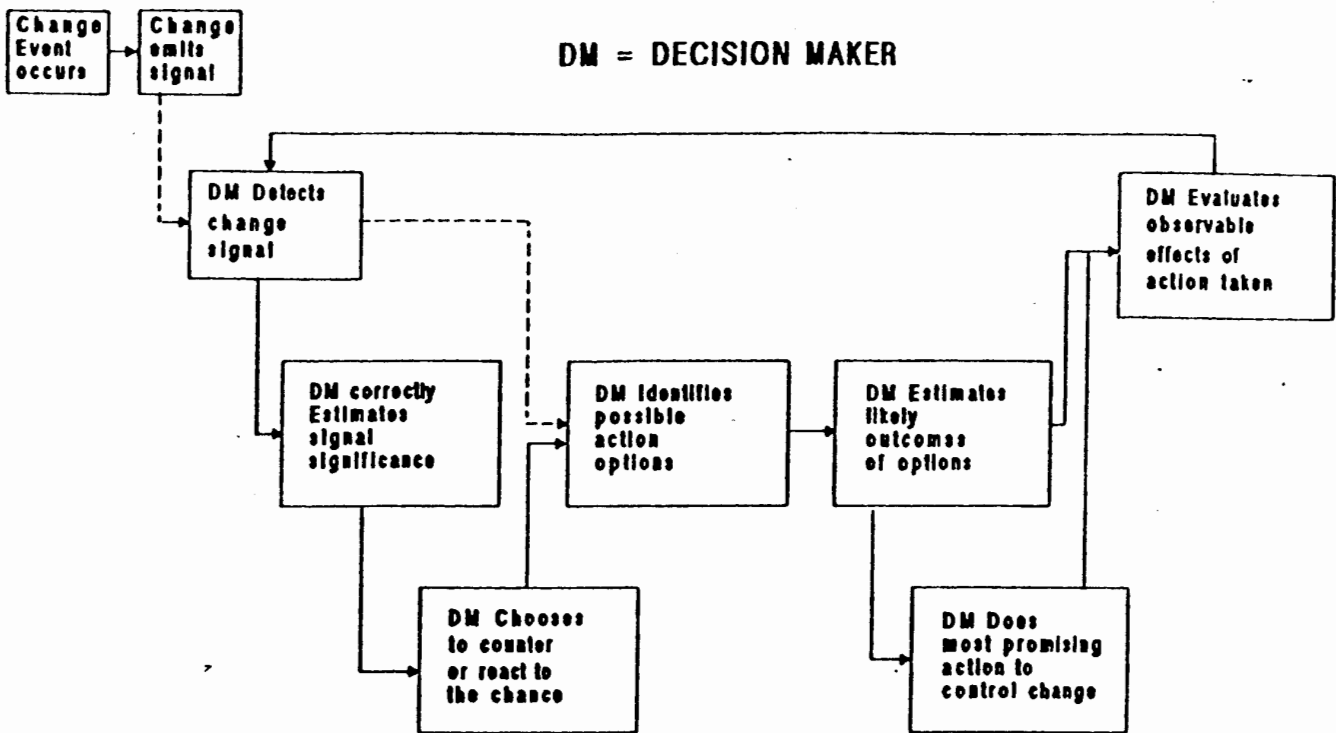 Change
Event
occurs
Change
emits
signal
DM = DECISION MAKER
DM Detects
change
signal
DM Evaluates
observable
effects of
action taken
DM correctly
Estimates
signal
significance
DM Identifies
possible
action
options
DM Estimates
likely
outcomes
of options
DM Chooses
to counter
or react to
the chance
DM Does
most promising
action to
control change